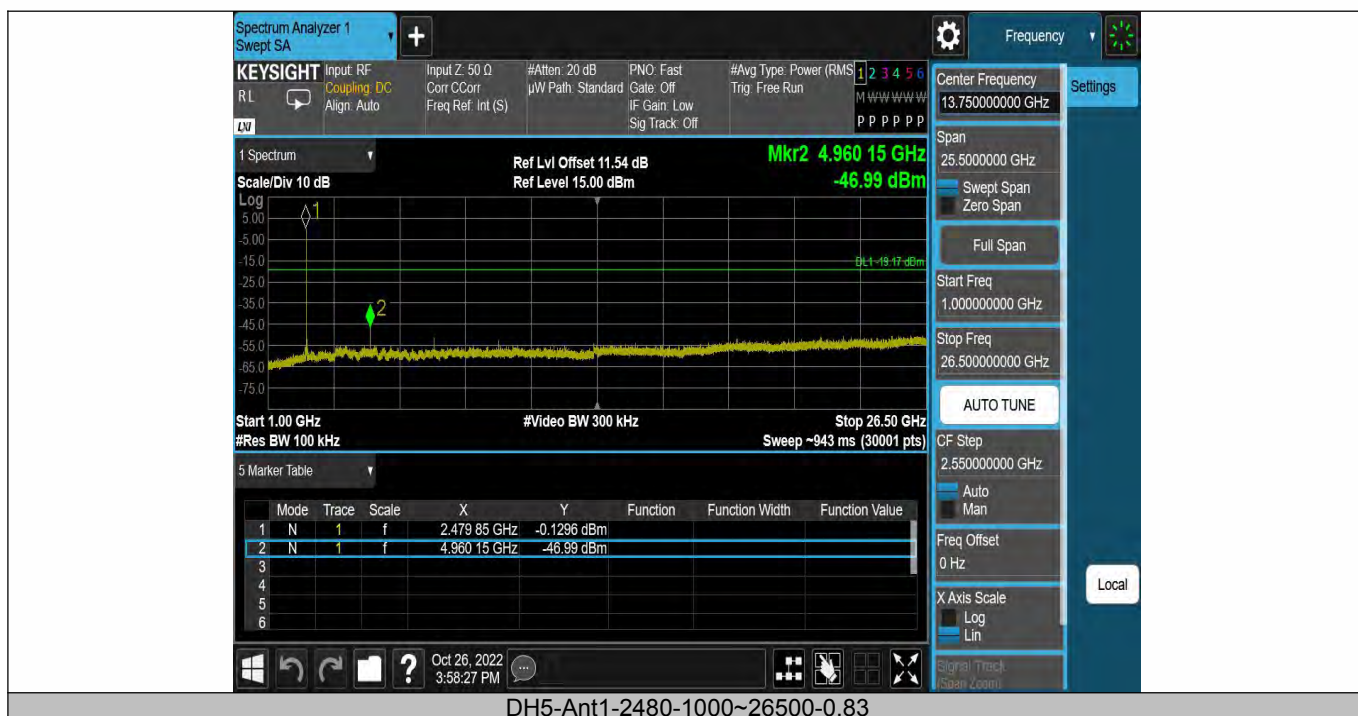 Spectrum Analyzer 1
Swept SA
Frequency
KEYSIGHT
R L
LXI
Input: RF
Coupling: DC
Align: Auto
Input Z: 50 Ω
Corr CCorr
Freq Ref: Int (S)
#Atten: 20 dB
µW Path: Standard
PNO: Fast
Gate: Off
IF Gain: Low
Sig Track: Off
#Avg Type: Power (RMS
Trig: Free Run
1 2 3 4 5 6
M W W W W W
P P P P P P
1 Spectrum
Scale/Div 10 dB
Ref Lvl Offset 11.54 dB
Ref Level 15.00 dBm
Mkr2 4.960 15 GHz
-46.99 dBm
Log
5.00
-5.00
-15.0
-25.0
-35.0
-45.0
-55.0
-65.0
-75.0
1
2
DL1 -19.17 dBm
Start 1.00 GHz
#Res BW 100 kHz
#Video BW 300 kHz
Stop 26.50 GHz
Sweep ~943 ms (30001 pts)
5 Marker Table
Mode Trace Scale X Y Function Function Width Function Value
1 N 1 f 2.479 85 GHz -0.1296 dBm
2 N 1 f 4.960 15 GHz -46.99 dBm
3
4
5
6
Center Frequency
13.750000000 GHz
Settings
Span
25.5000000 GHz
Swept Span
Zero Span
Full Span
Start Freq
1.000000000 GHz
Stop Freq
26.500000000 GHz
AUTO TUNE
CF Step
2.550000000 GHz
Auto
Man
Freq Offset
0 Hz
X Axis Scale
Log
Lin
Signal Track
(Span Zoom)
Local
?
Oct 26, 2022
3:58:27 PM
DH5-Ant1-2480-1000~26500-0.83